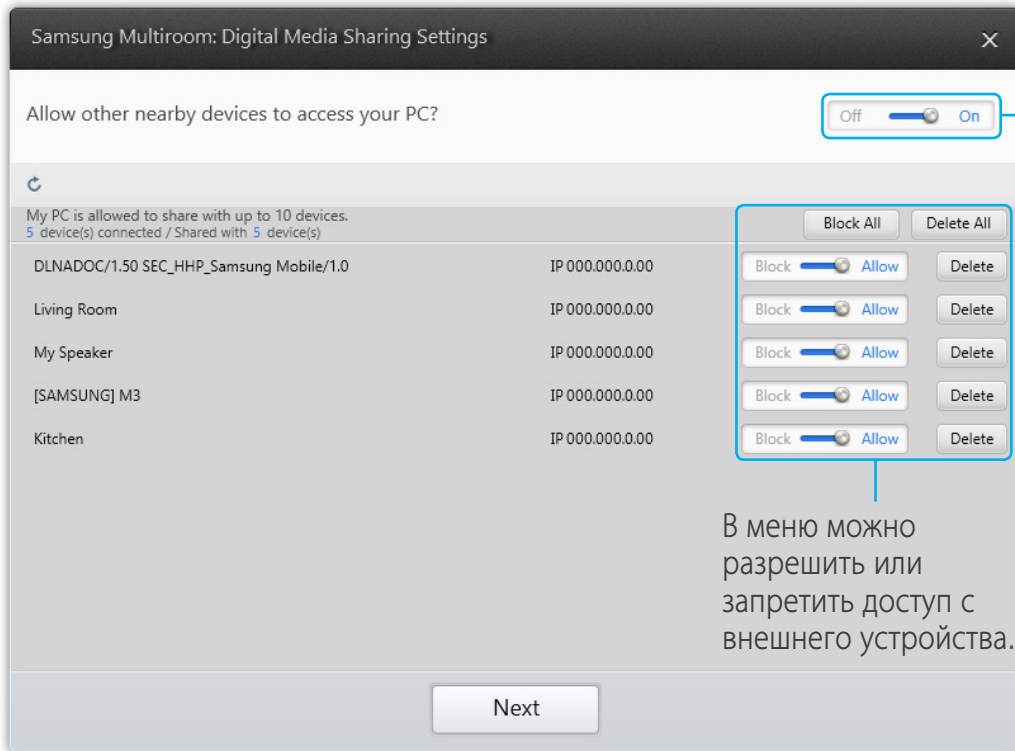 Samsung Multiroom: Digital Media Sharing Settings
Allow other nearby devices to access your PC?
Off On
My PC is allowed to share with up to 10 devices.
5 device(s) connected / Shared with 5 device(s)
Block All Delete All
DLNADOC/1.50 SEC_HHP_Samsung Mobile/1.0 IP 000.000.0.00 Block Allow Delete
Living Room IP 000.000.0.00 Block Allow Delete
My Speaker IP 000.000.0.00 Block Allow Delete
[SAMSUNG] M3 IP 000.000.0.00 Block Allow Delete
Kitchen IP 000.000.0.00 Block Allow Delete
В меню можно
разрешить или
запретить доступ с
внешнего устройства.
Next